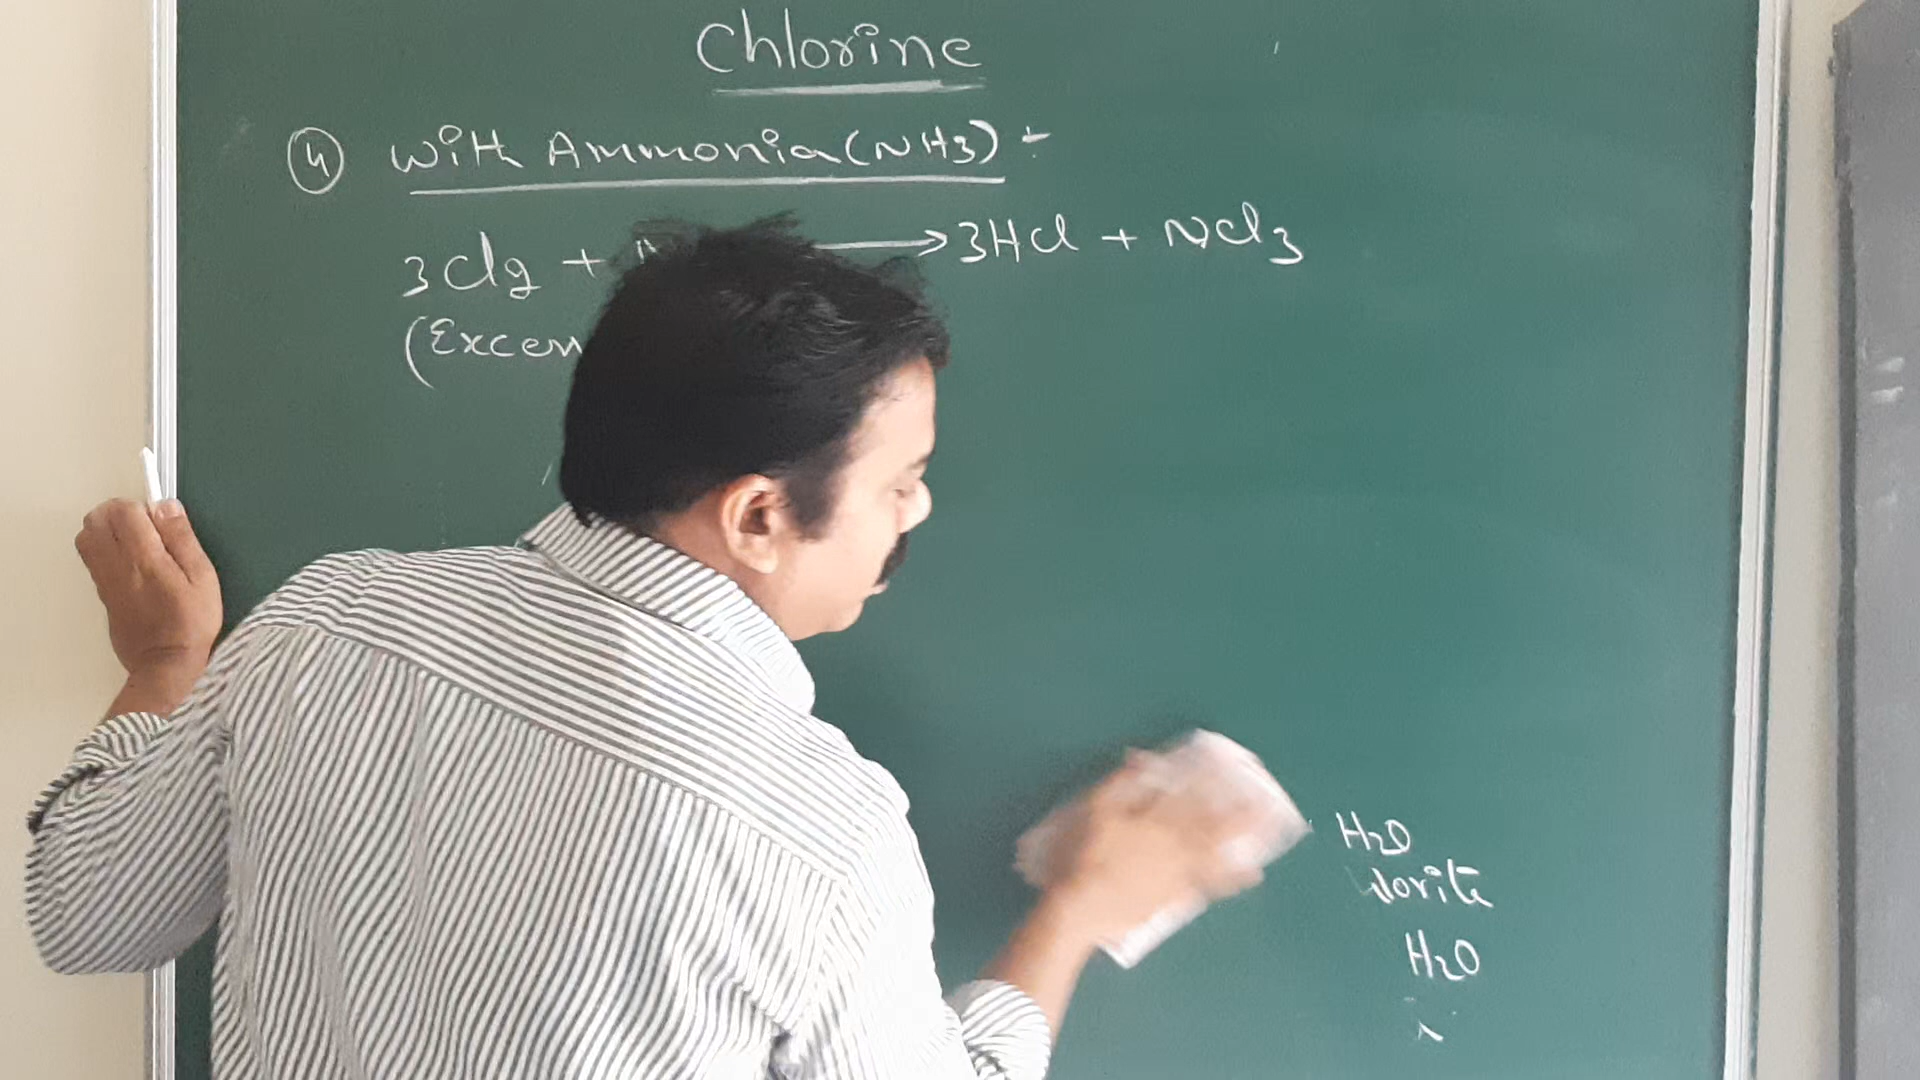 Chlorine
④ With Ammonia (NH3) :-
3Cl2 + → 3HCl + NCl3
(Excess
H2O
lorite
H2O